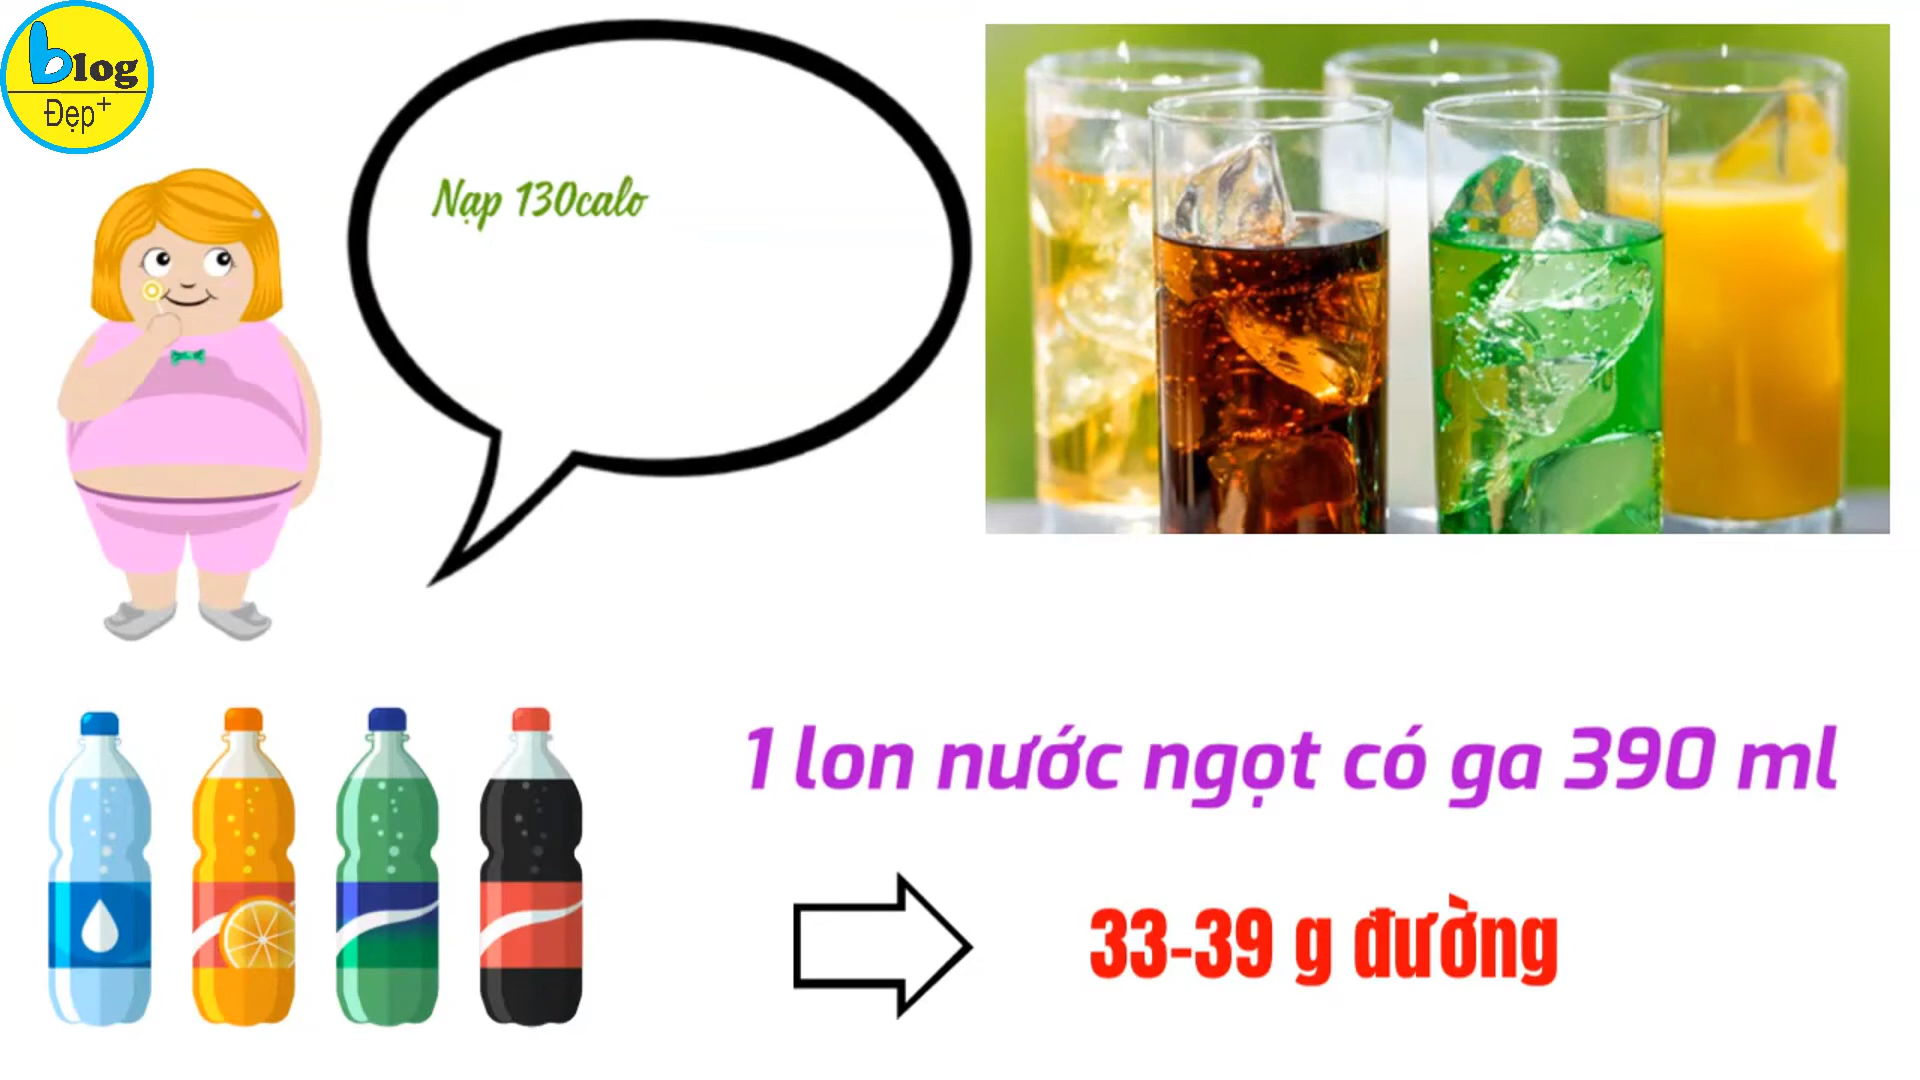 blog
Đẹp+
Nạp 130calo
1 lon nước ngọt có ga 390 ml
33-39 g đường